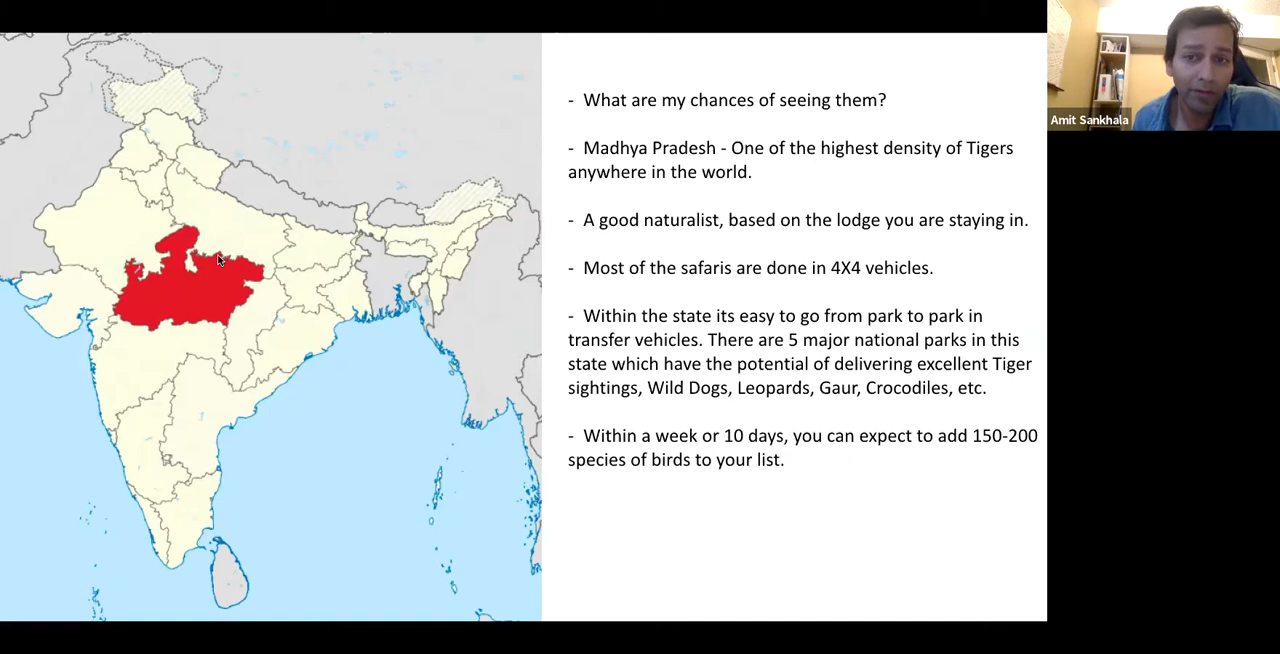 - What are my chances of seeing them?
- Madhya Pradesh - One of the highest density of Tigers
anywhere in the world.
- A good naturalist, based on the lodge you are staying in.
- Most of the safaris are done in 4X4 vehicles.
- Within the state its easy to go from park to park in
transfer vehicles. There are 5 major national parks in this
state which have the potential of delivering excellent Tiger
sightings, Wild Dogs, Leopards, Gaur, Crocodiles, etc.
- Within a week or 10 days, you can expect to add 150-200
species of birds to your list.
Amit Sankhala